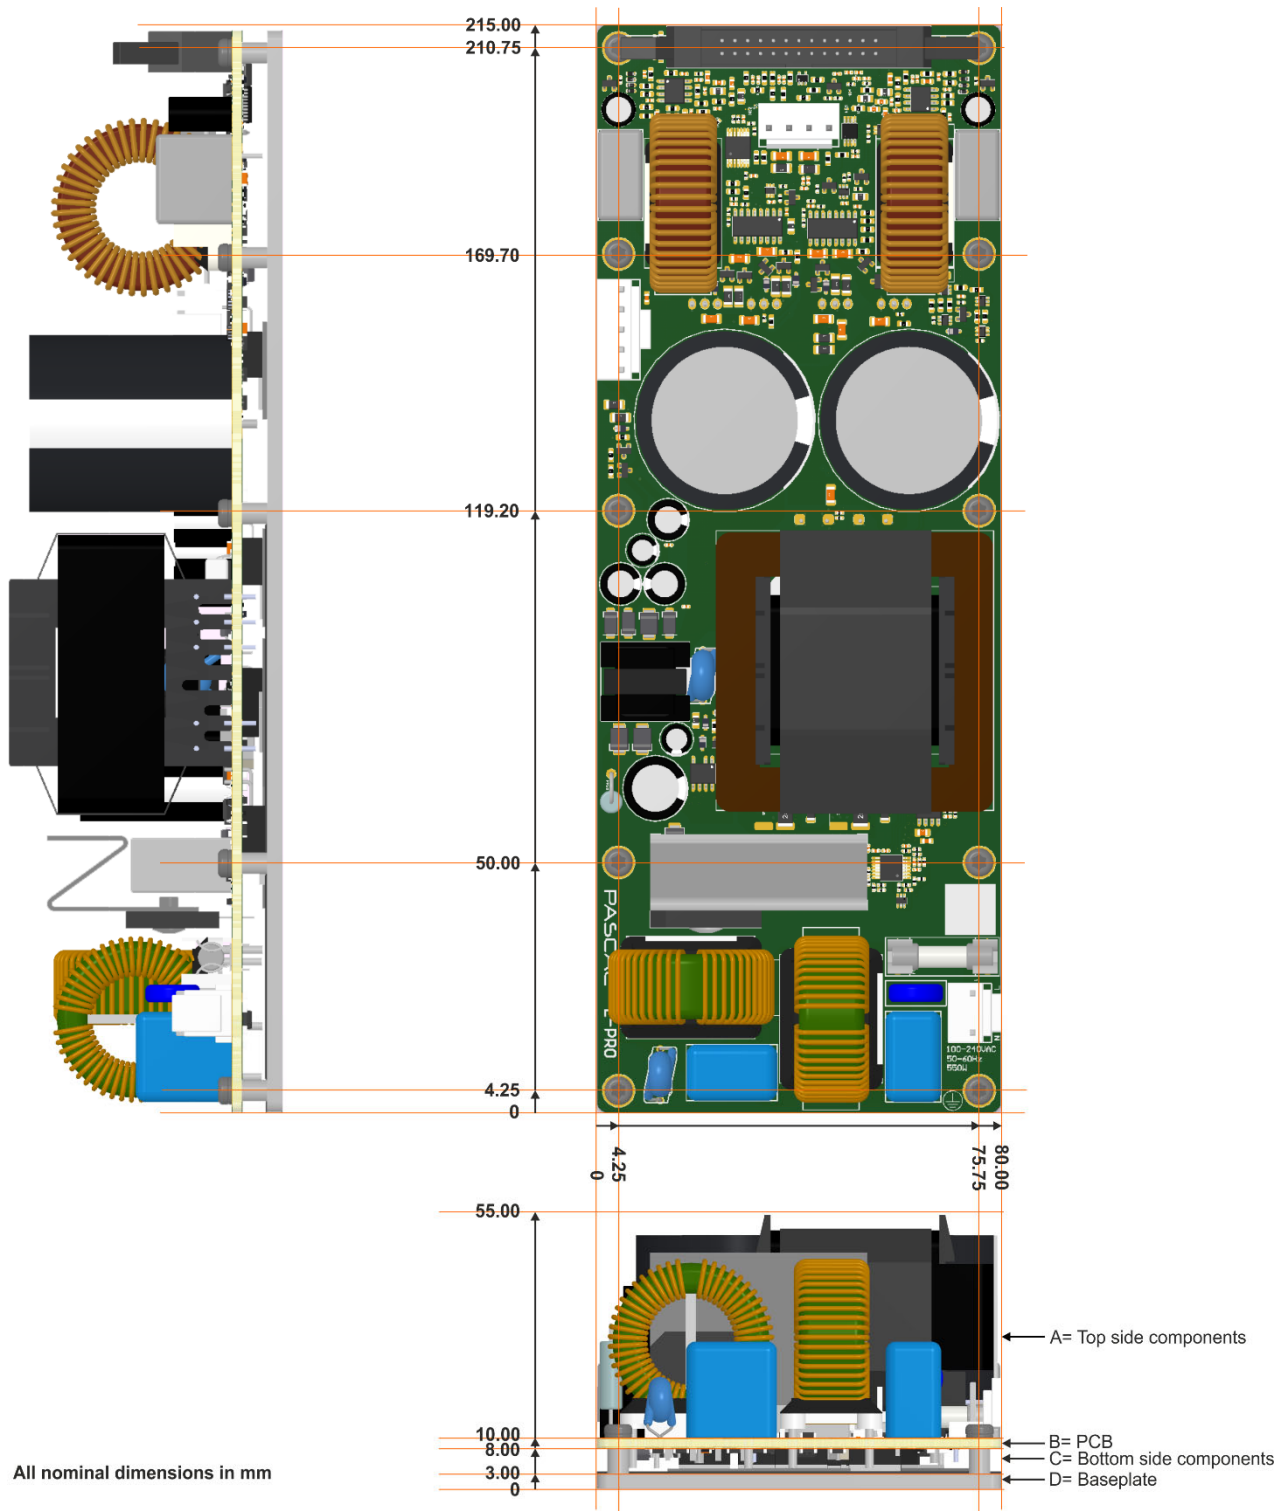 215.00
210.75
169.70
119.20
50.00
PASCAL
-PRO
100-240VAC
50-60Hz
550W
N
4.25
0
0
4.25
75.75
80.00
55.00
A= Top side components
10.00
B= PCB
8.00
C= Bottom side components
3.00
D= Baseplate
0
All nominal dimensions in mm